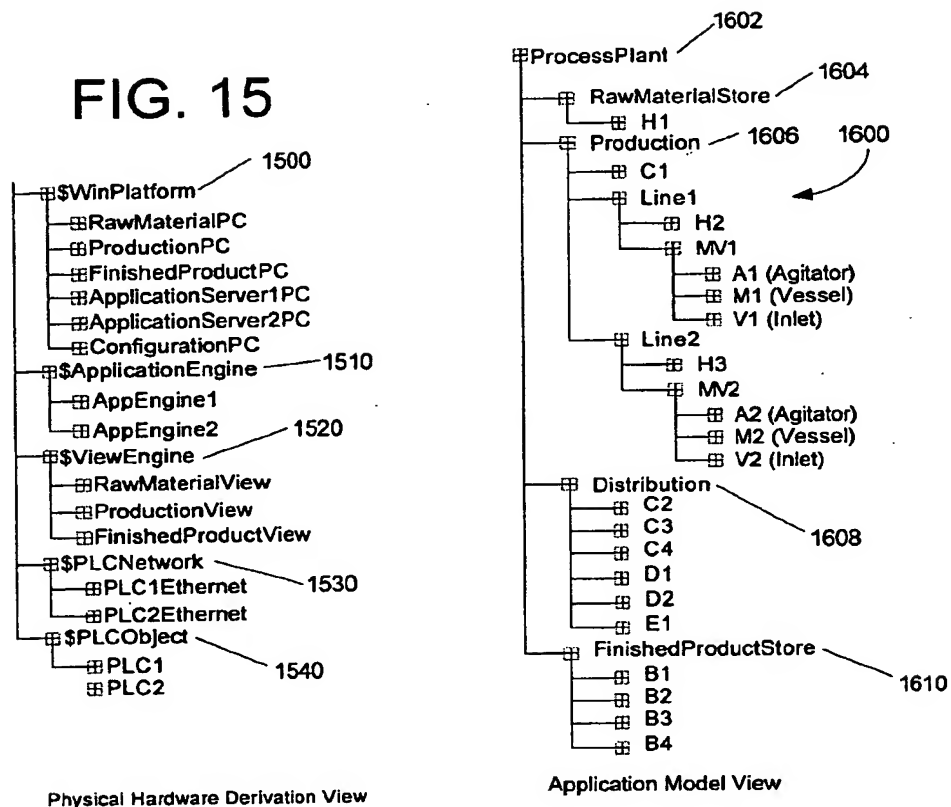 FIG. 15
1500
$WinPlatform
RawMaterialPC
ProductionPC
FinishedProductPC
ApplicationServer1PC
ApplicationServer2PC
ConfigurationPC
1510
$ApplicationEngine
AppEngine1
AppEngine2
1520
$ViewEngine
RawMaterialView
ProductionView
FinishedProductView
$PLCNetwork
1530
PLC1Ethernet
PLC2Ethernet
$PLCObject
1540
PLC1
PLC2
Physical Hardware Derivation View
1602
ProcessPlant
1604
RawMaterialStore
H1
Production
1606
1600
C1
Line1
H2
MV1
A1 (Agitator)
M1 (Vessel)
V1 (Inlet)
Line2
H3
MV2
A2 (Agitator)
M2 (Vessel)
V2 (Inlet)
Distribution
1608
C2
C3
C4
D1
D2
E1
FinishedProductStore
1610
B1
B2
B3
B4
Application Model View